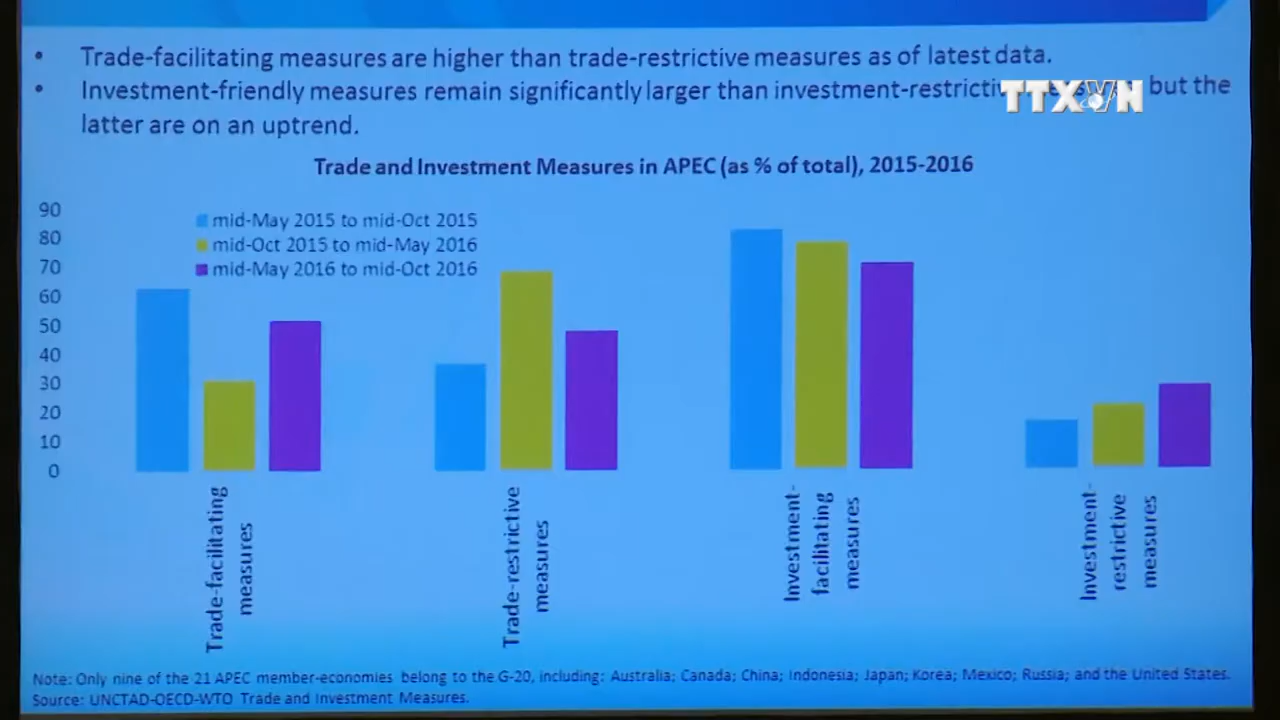 • Trade-facilitating measures are higher than trade-restrictive measures as of latest data.
• Investment-friendly measures remain significantly larger than investment-restrictive but the
TTXVN
latter are on an uptrend.
Trade and Investment Measures in APEC (as % of total), 2015-2016
90
80
70
60
50
40
30
20
10
0
mid-May 2015 to mid-Oct 2015
mid-Oct 2015 to mid-May 2016
mid-May 2016 to mid-Oct 2016
Trade-facilitating
measures
Trade-restrictive
measures
Investment-
facilitating
measures
Investment-
restrictive
measures
Note: Only nine of the 21 APEC member-economies belong to the G-20, including: Australia; Canada; China; Indonesia; Japan; Korea; Mexico; Russia; and the United States.
Source: UNCTAD-OECD-WTO Trade and Investment Measures.